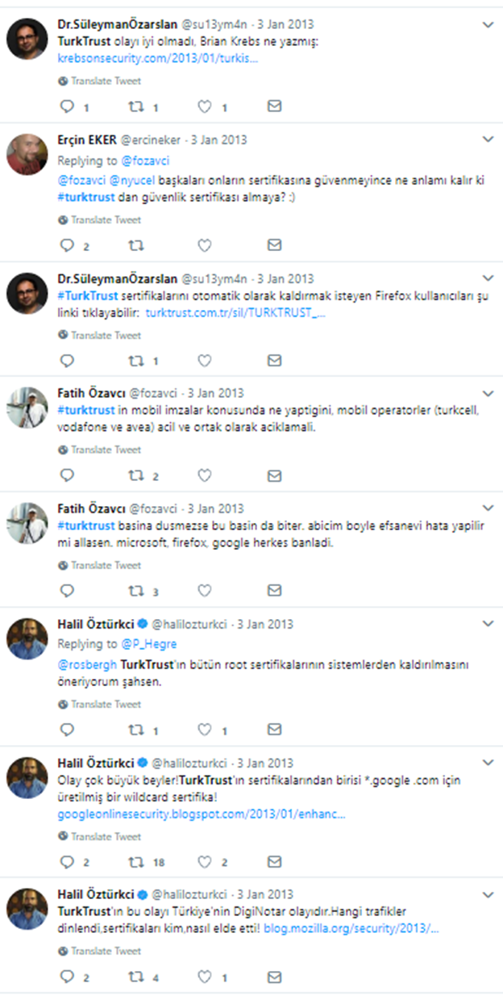 Dr.SüleymanÖzarslan @su13ym4n · 3 Jan 2013
TurkTrust olayı iyi olmadı, Brian Krebs ne yazmış:
krebsonsecurity.com/2013/01/turkis...
Translate Tweet
1 1 1
Erçin EKER @ercineker · 3 Jan 2013
Replying to @fozavci
@fozavci @nyucel başkaları onların sertifikasına güvenmeyince ne anlamı kalır ki
#turktrust dan güvenlik sertifikası almaya? :)
Translate Tweet
2
Dr.SüleymanÖzarslan @su13ym4n · 3 Jan 2013
#TurkTrust sertifikalarını otomatik olarak kaldırmak isteyen Firefox kullanıcıları şu
linki tıklayabilir: turktrust.com.tr/sil/TURKTRUST_...
Translate Tweet
1
Fatih Özavcı @fozavci · 3 Jan 2013
#turktrust in mobil imzalar konusunda ne yaptigini, mobil operatorler (turkcell,
vodafone ve avea) acil ve ortak olarak aciklamali.
Translate Tweet
2
Fatih Özavcı @fozavci · 3 Jan 2013
#turktrust basina dusmezse bu basin da biter. abicim boyle efsanevi hata yapilir
mi allasen. microsoft, firefox, google herkes banladi.
Translate Tweet
3
Halil Öztürkci @halilozturkci · 3 Jan 2013
Replying to @P_Hegre
@rosbergh TurkTrust'ın bütün root sertifikalarının sistemlerden kaldırılmasını
öneriyorum şahsen.
Translate Tweet
1 1
Halil Öztürkci @halilozturkci · 3 Jan 2013
Olay çok büyük beyler!TurkTrust'ın sertifikalarından birisi *.google .com için
üretilmiş bir wildcard sertifika!
googleonlinesecurity.blogspot.com/2013/01/enhanc...
Translate Tweet
2 18 2
Halil Öztürkci @halilozturkci · 3 Jan 2013
TurkTrust'ın bu olayı Türkiye'nin DigiNotar olayıdır.Hangi trafikler
dinlendi,sertifikaları kim,nasıl elde etti! blog.mozilla.org/security/2013/...
Translate Tweet
2 4 1